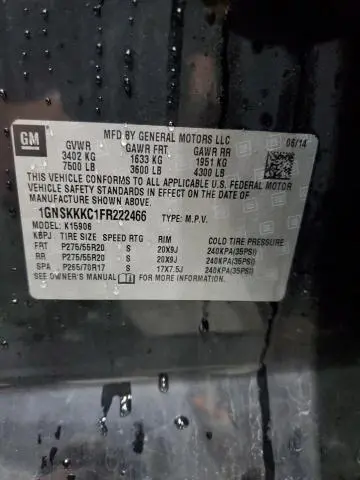 GM
MFD BY GENERAL MOTORS LLC 06/14
GVWR GAWR FRT GAWR RR
3402 KG 1633 KG 1951 KG
7500 LB 3600 LB 4300 LB
THIS VEHICLE CONFORMS TO ALL APPLICABLE U.S. FEDERAL MOTOR
VEHICLE SAFETY STANDARDS IN EFFECT ON THE DATE OF
MANUFACTURE SHOWN ABOVE.
1GNSKKKC1FR222466 TYPE: M.P.V.
MODEL: K15906
K6PJ TIRE SIZE SPEED RTG RIM COLD TIRE PRESSURE
FRT P275/55R20 S 20X9J 240KPA(35PSI)
RR P275/55R20 S 20X9J 240KPA(35PSI)
SPA P265/70R17 S 17X7.5J 240KPA(35PSI)
SEE OWNER'S MANUAL FOR MORE INFORMATION.